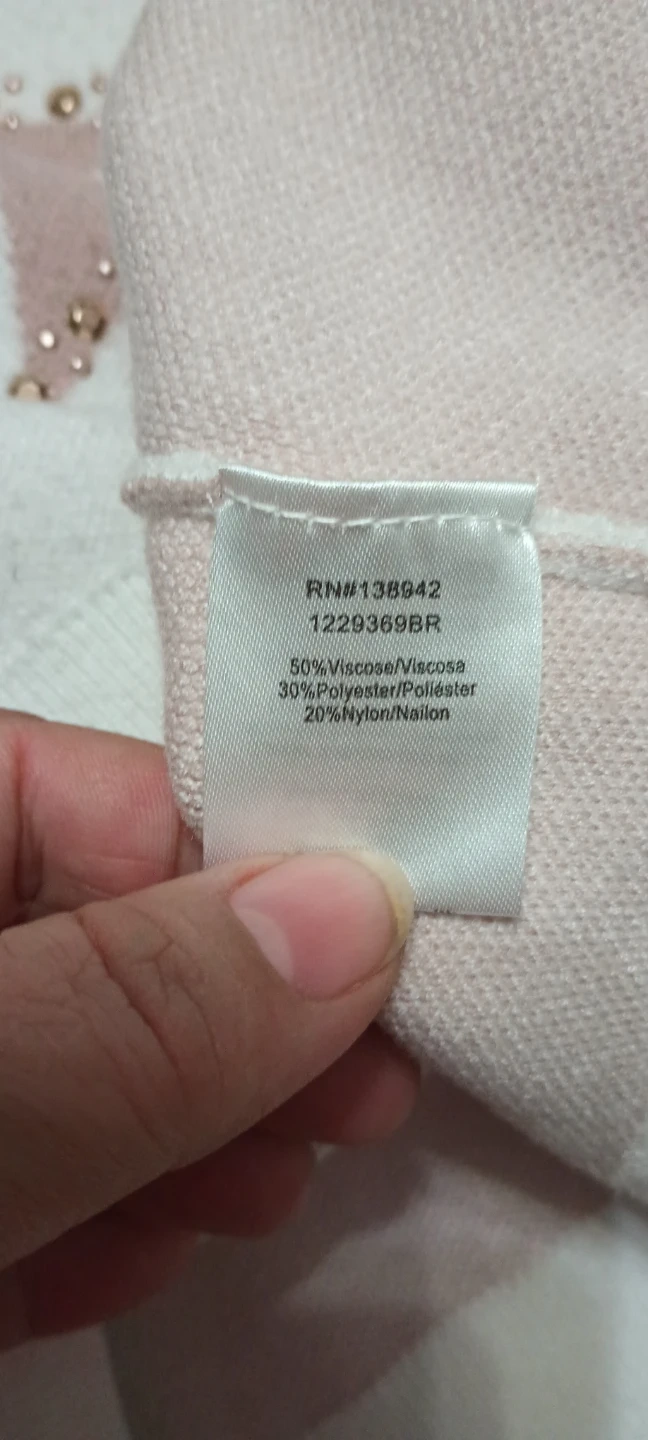 RN#138942
1229369BR
50%Viscose/Viscosa
30%Polyester/Poliéster
20%Nylon/Nailon